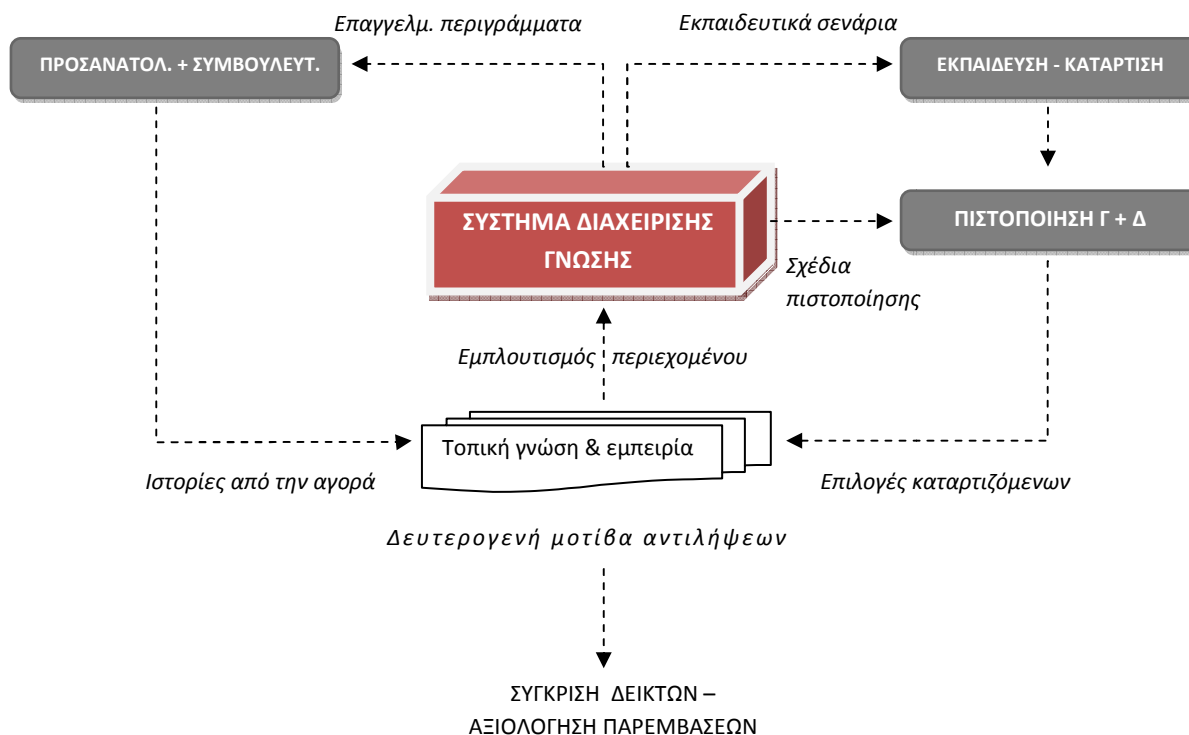 Επαγγελμ. περιγράμματα
Εκπαιδευτικά σενάρια
ΠΡΟΣΑΝΑΤΟΛ. + ΣΥΜΒΟΥΛΕΥΤ.
ΕΚΠΑΙΔΕΥΣΗ - ΚΑΤΑΡΤΙΣΗ
ΣΥΣΤΗΜΑ ΔΙΑΧΕΙΡΙΣΗΣ
ΓΝΩΣΗΣ
ΠΙΣΤΟΠΟΙΗΣΗ Γ + Δ
Σχέδια
πιστοποίησης
Εμπλουτισμός περιεχομένου
Τοπική γνώση & εμπειρία
Ιστορίες από την αγορά
Επιλογές καταρτιζόμενων
Δευτερογενή μοτίβα αντιλήψεων
ΣΥΓΚΡΙΣΗ ΔΕΙΚΤΩΝ –
ΑΞΙΟΛΟΓΗΣΗ ΠΑΡΕΜΒΑΣΕΩΝ